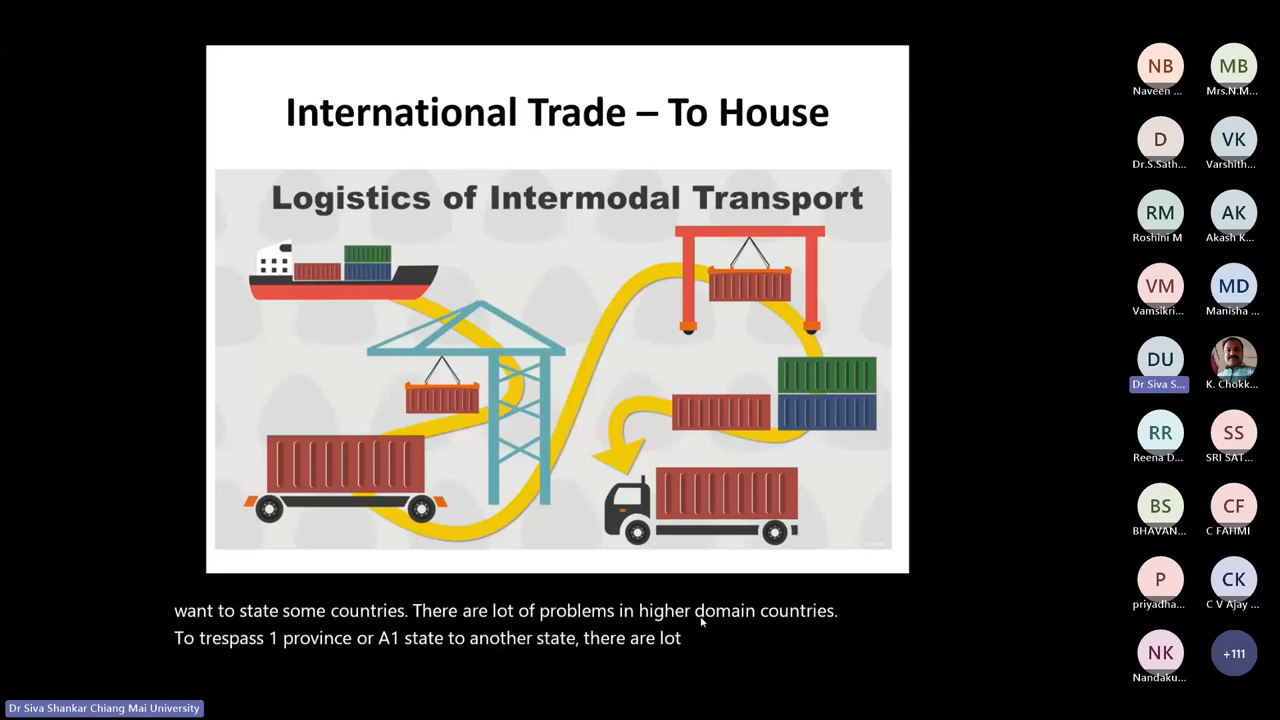 International Trade – To House
Logistics of Intermodal Transport
want to state some countries. There are lot of problems in higher domain countries.
To trespass 1 province or A1 state to another state, there are lot
Dr Siva Shankar Chiang Mai University
NB
Naveen ...
MB
Mrs.N.M...
D
Dr.S.Sath...
VK
Varshith...
RM
Roshini M
AK
Akash K...
VM
Vamsikri...
MD
Manisha ...
DU
Dr Siva S...
K. Chokk...
RR
Reena D...
SS
SRI SAT...
BS
BHAVAN...
CF
C FAHMI
P
priyadha...
CK
C V Ajay ...
NK
Nandaku...
+111